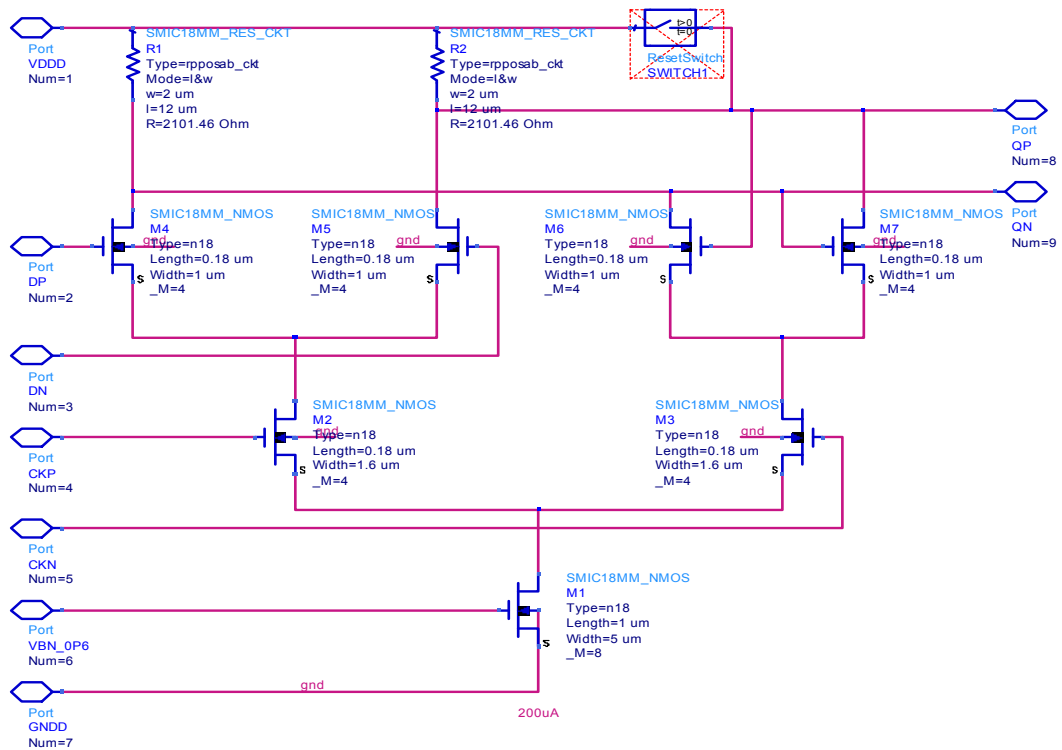 Port
VDDD
Num=1
SMIC18MM_RES_CKT
R1
Type=rpposab_ckt
Mode=l&w
w=2 um
l=12 um
R=2101.46 Ohm
SMIC18MM_RES_CKT
R2
Type=rpposab_ckt
Mode=l&w
w=2 um
l=12 um
R=2101.46 Ohm
t>0
t=0
ResetSwitch
SWITCH1
Port
QP
Num=8
Port
QN
Num=9
SMIC18MM_NMOS
M4
gnd
Type=n18
Length=0.18 um
Width=1 um
_M=4
s
SMIC18MM_NMOS
M5
gnd
Type=n18
Length=0.18 um
Width=1 um
_M=4
s
SMIC18MM_NMOS
M6
gnd
Type=n18
Length=0.18 um
Width=1 um
_M=4
s
SMIC18MM_NMOS
M7
gnd
Type=n18
Length=0.18 um
Width=1 um
_M=4
s
Port
DP
Num=2
Port
DN
Num=3
SMIC18MM_NMOS
M2
gnd
Type=n18
Length=0.18 um
Width=1.6 um
_M=4
s
SMIC18MM_NMOS
M3
gnd
Type=n18
Length=0.18 um
Width=1.6 um
_M=4
s
Port
CKP
Num=4
Port
CKN
Num=5
SMIC18MM_NMOS
M1
Type=n18
Length=1 um
Width=5 um
_M=8
s
Port
VBN_0P6
Num=6
gnd
Port
GNDD
Num=7
200uA